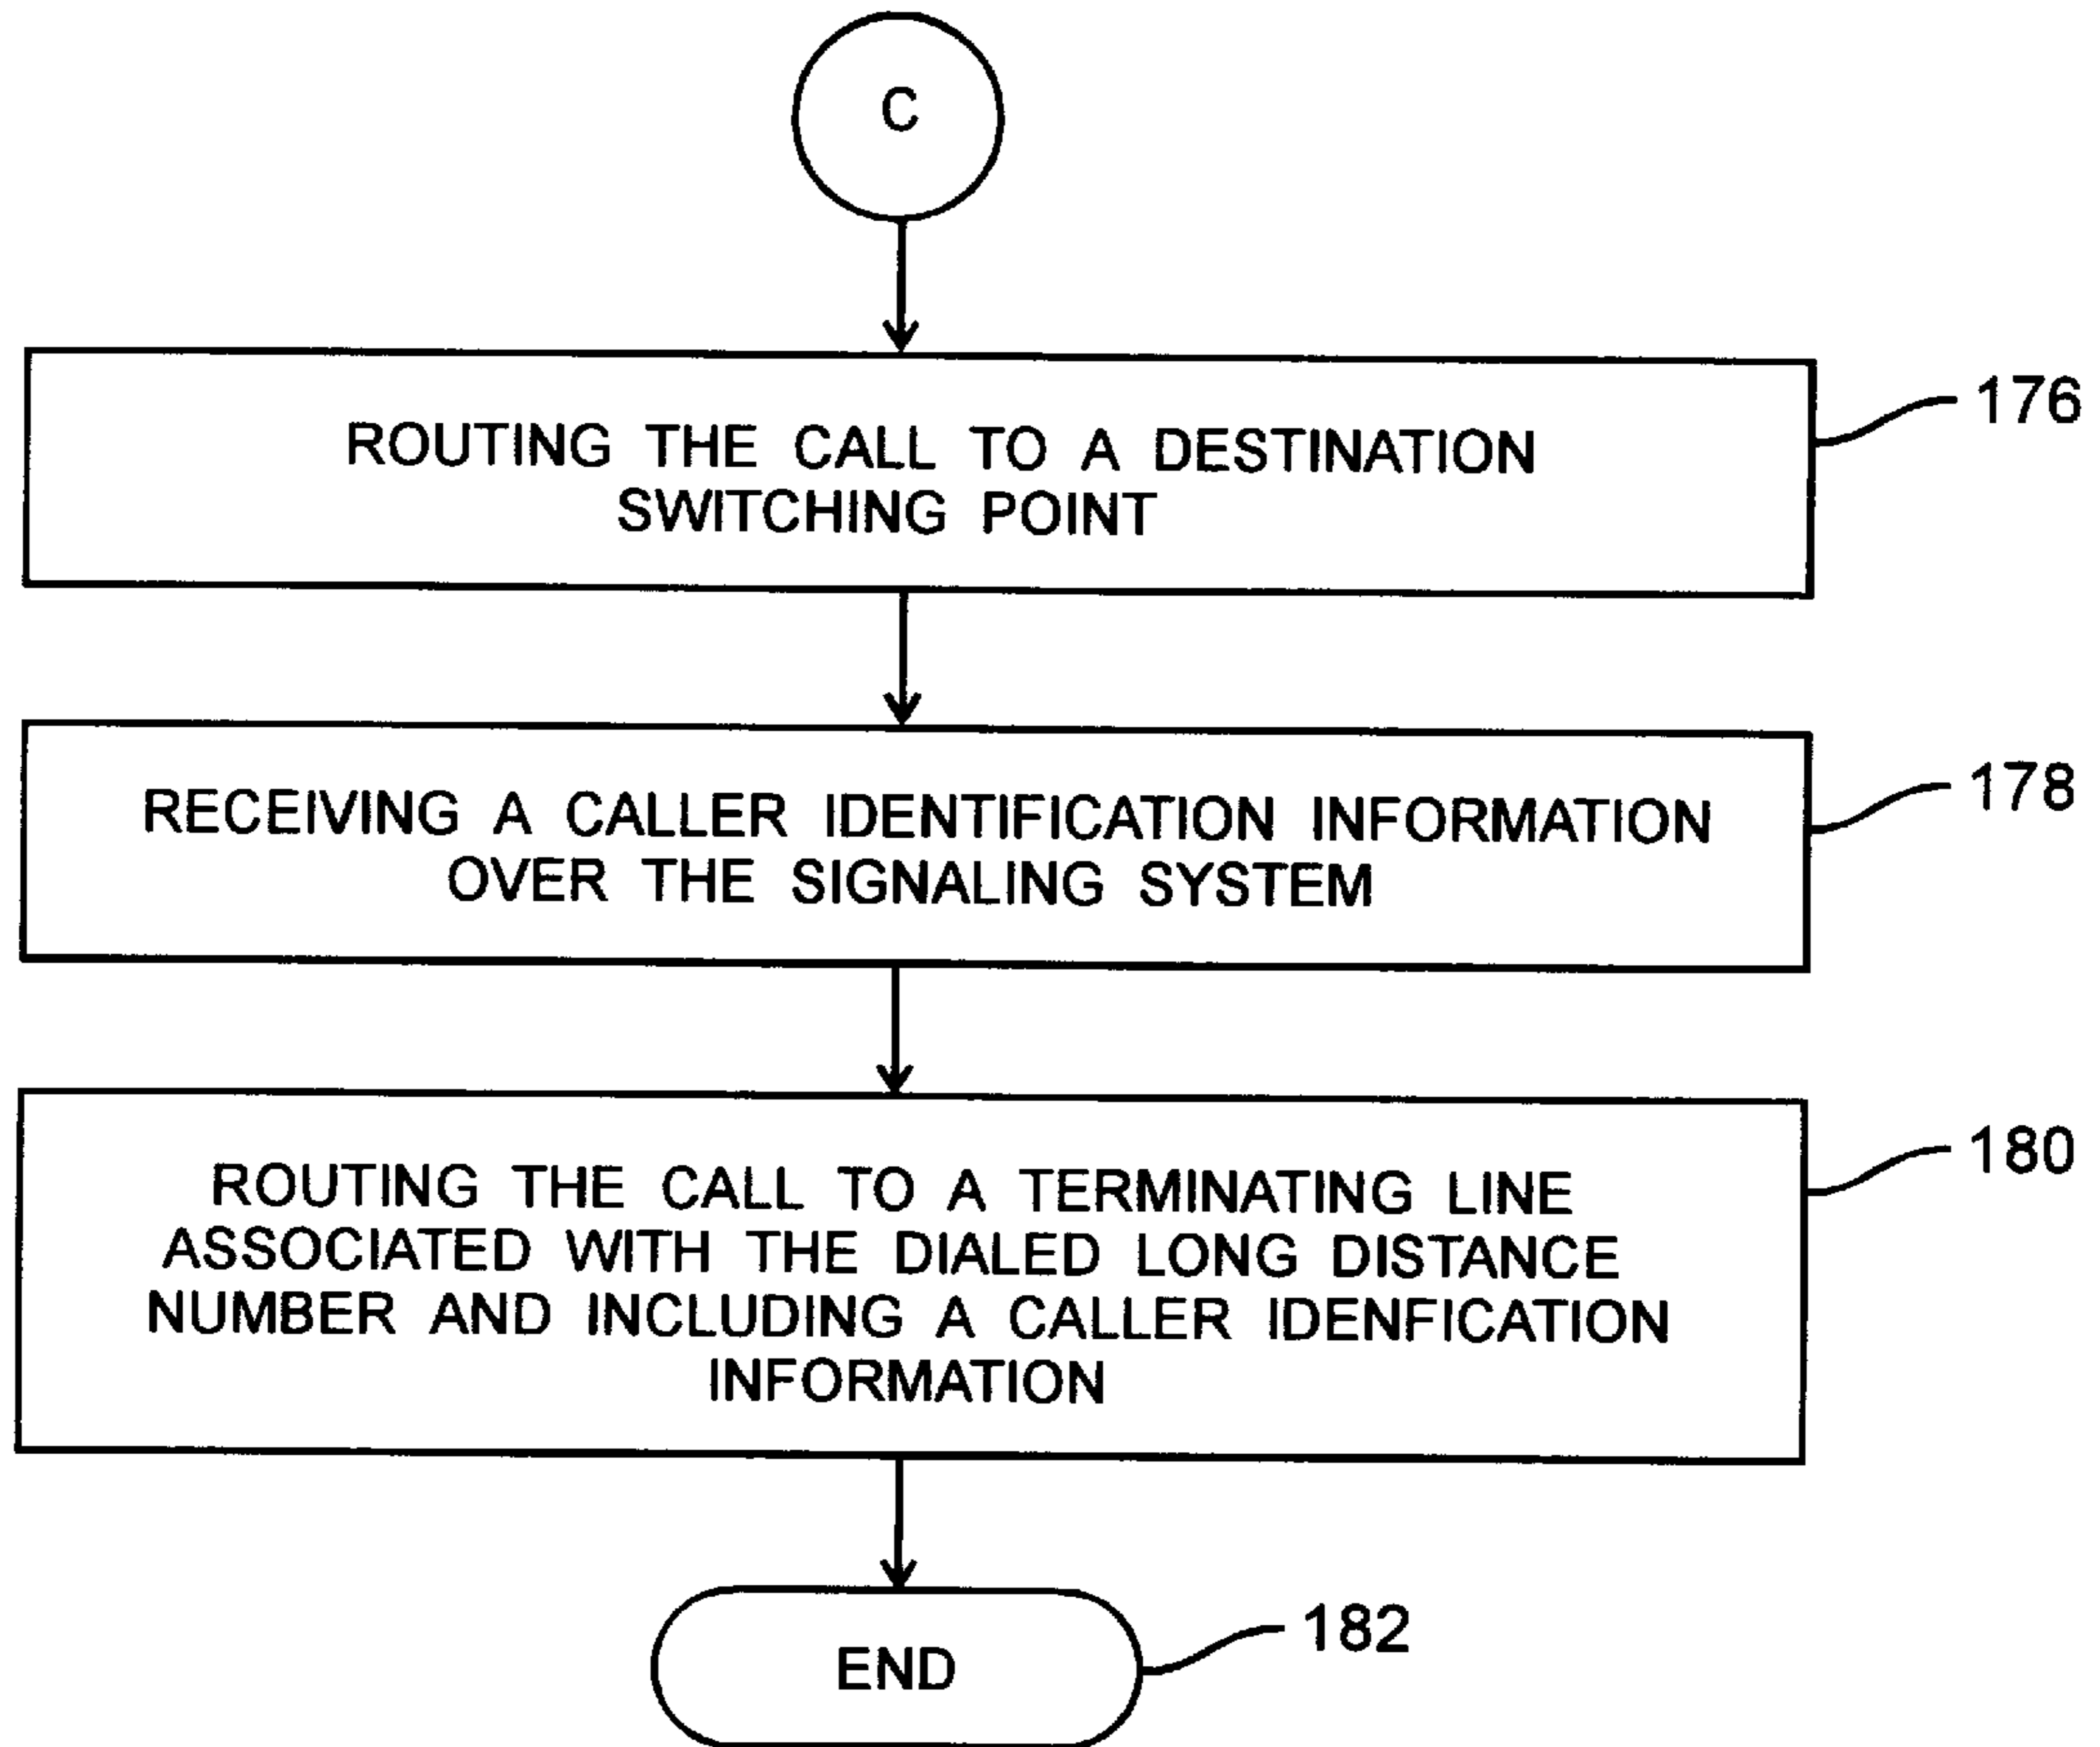 C
ROUTING THE CALL TO A DESTINATION
SWITCHING POINT
176
RECEIVING A CALLER IDENTIFICATION INFORMATION
OVER THE SIGNALING SYSTEM
178
ROUTING THE CALL TO A TERMINATING LINE
ASSOCIATED WITH THE DIALED LONG DISTANCE
NUMBER AND INCLUDING A CALLER IDENFICATION
INFORMATION
180
END
182